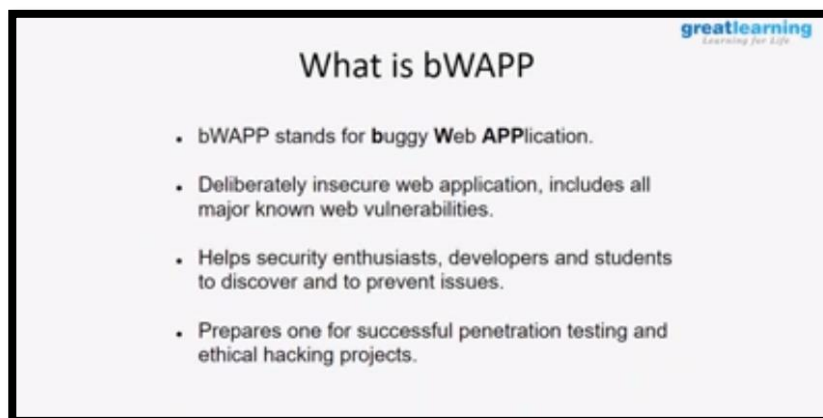 greatlearning
Learning for Life
What is bWAPP
• bWAPP stands for buggy Web APPlication.
• Deliberately insecure web application, includes all
major known web vulnerabilities.
• Helps security enthusiasts, developers and students
to discover and to prevent issues.
• Prepares one for successful penetration testing and
ethical hacking projects.